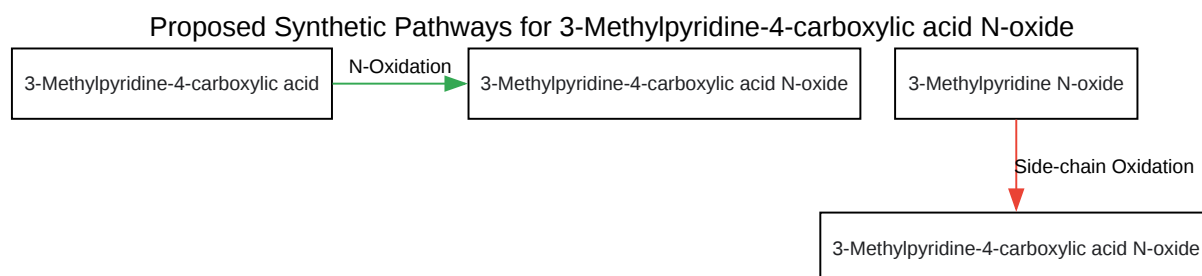 Proposed Synthetic Pathways for 3-Methylpyridine-4-carboxylic acid N-oxide
3-Methylpyridine-4-carboxylic acid
N-Oxidation
3-Methylpyridine-4-carboxylic acid N-oxide
3-Methylpyridine N-oxide
Side-chain Oxidation
3-Methylpyridine-4-carboxylic acid N-oxide